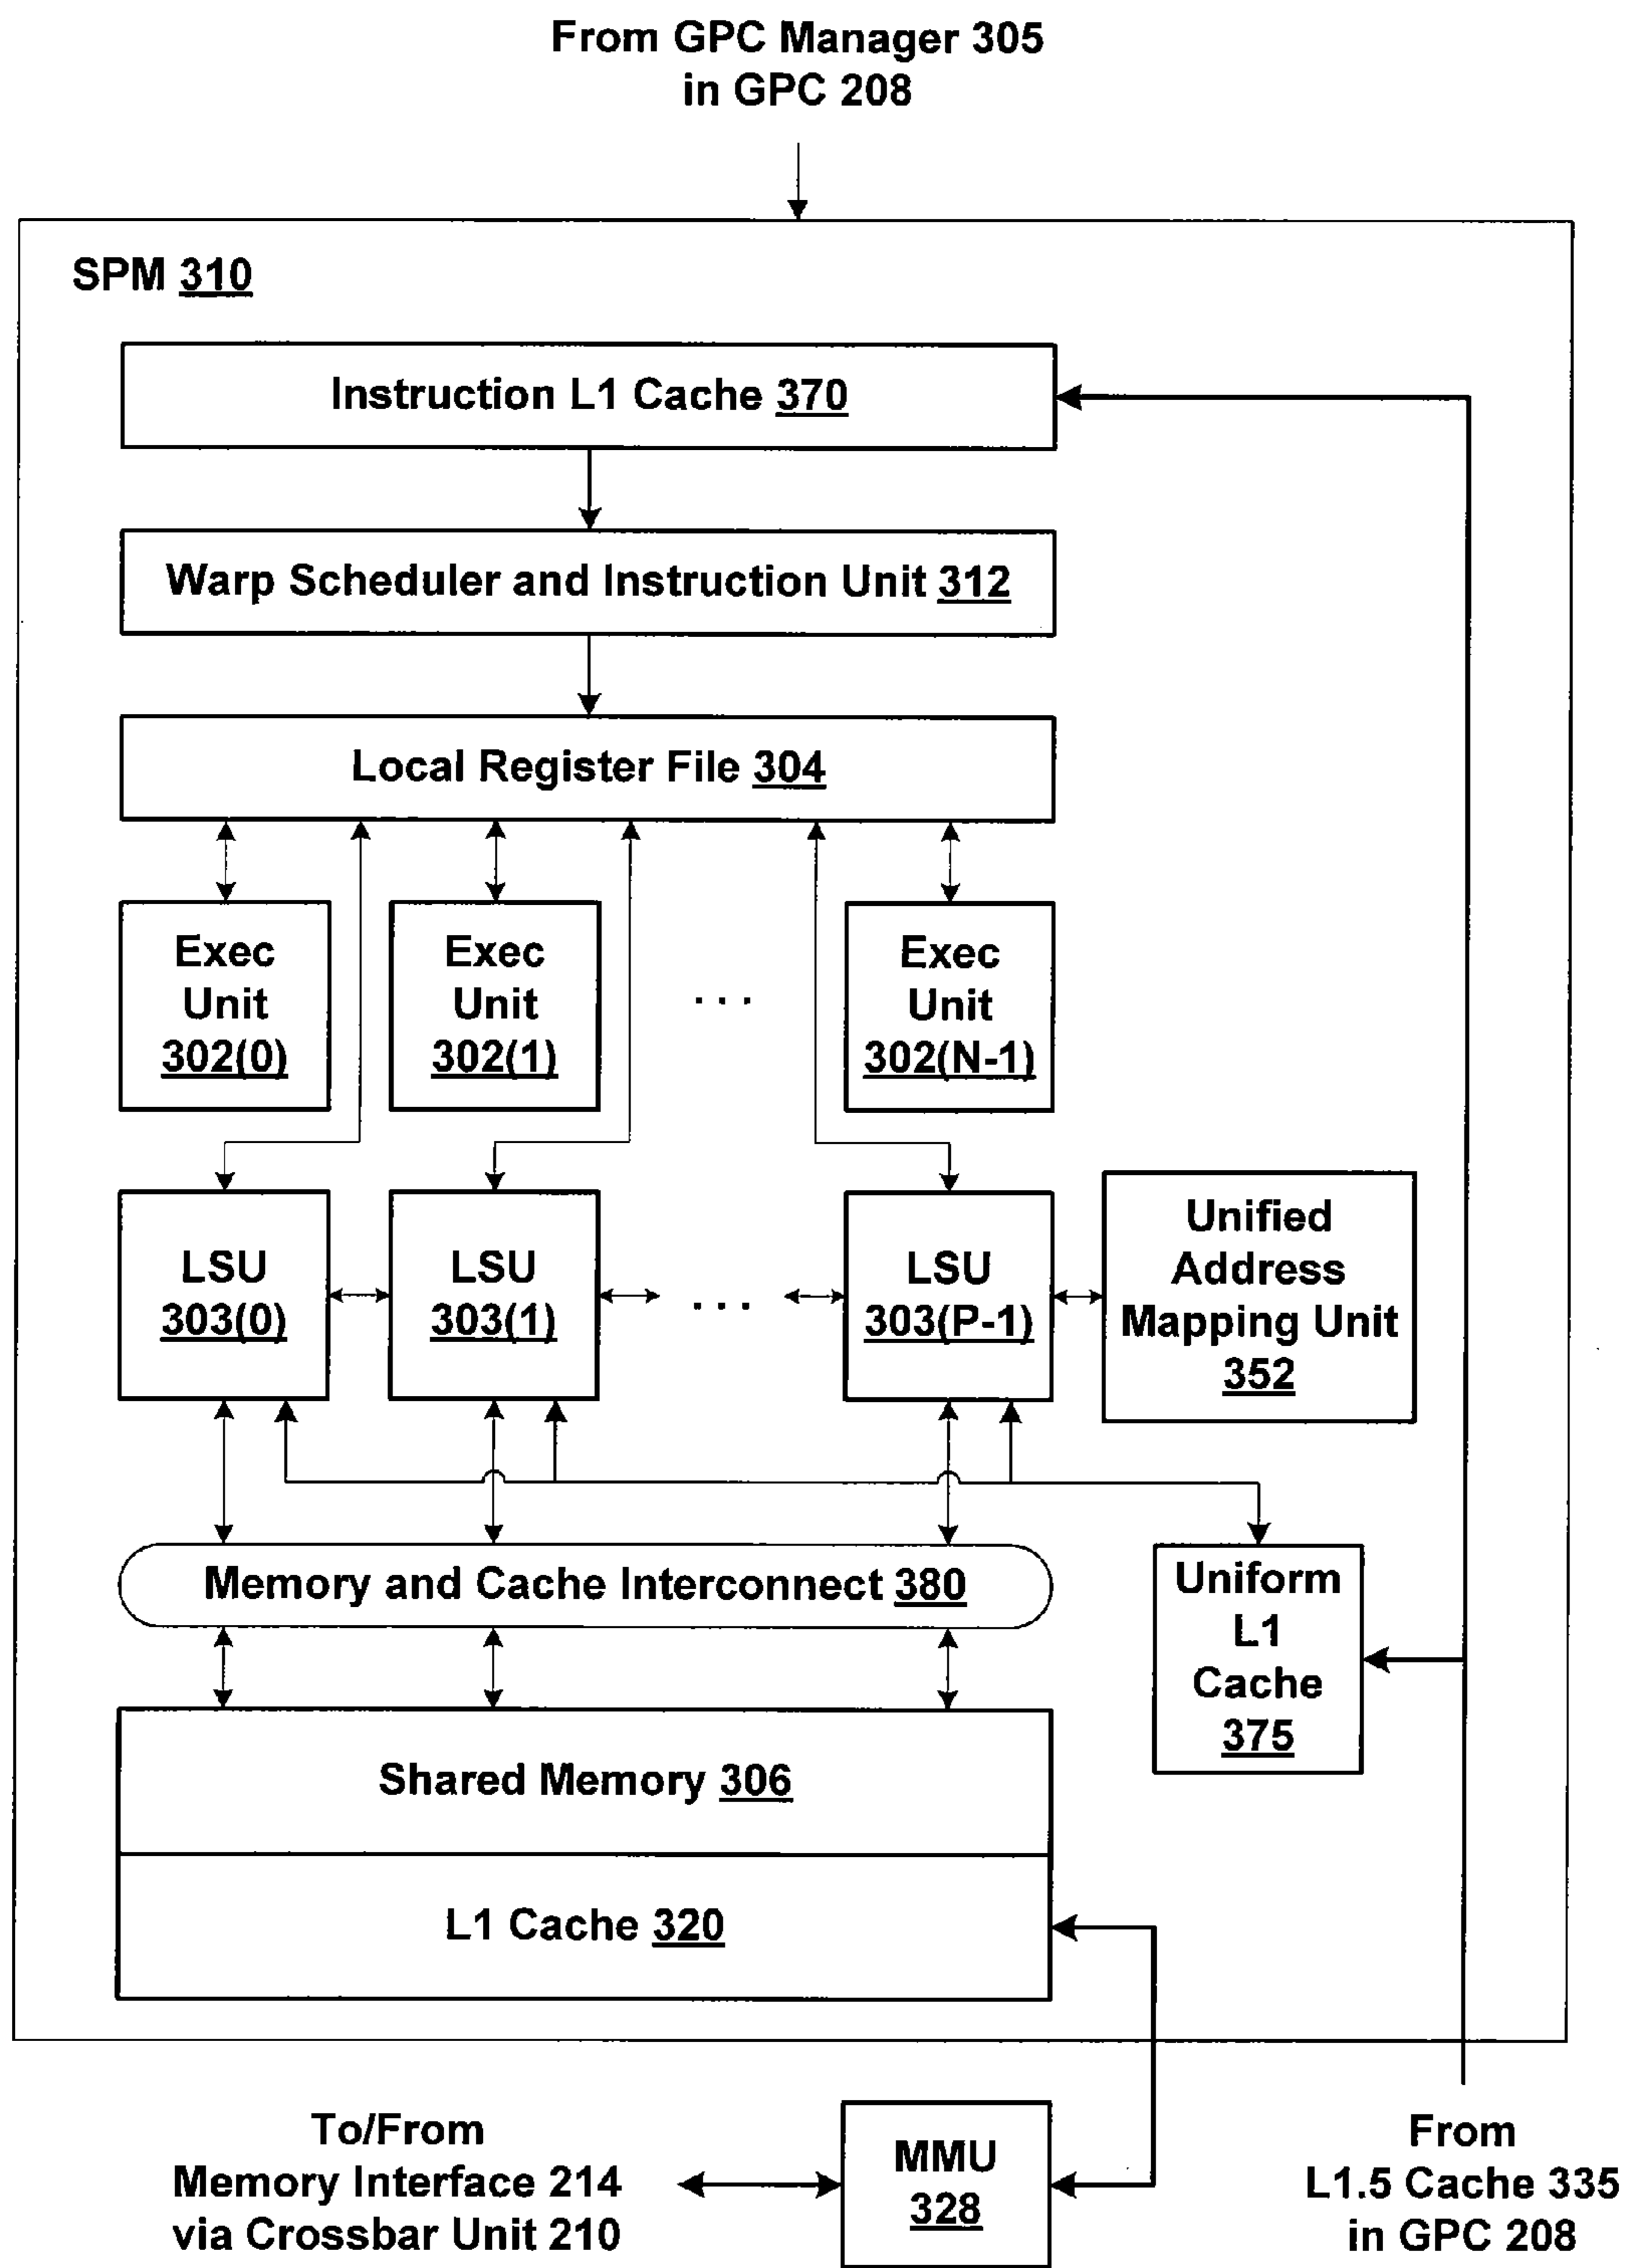 From GPC Manager 305
in GPC 208
SPM 310
Instruction L1 Cache 370
Warp Scheduler and Instruction Unit 312
Local Register File 304
Exec
Unit
302(0)
Exec
Unit
302(1)
...
Exec
Unit
302(N-1)
LSU
303(0)
LSU
303(1)
...
LSU
303(P-1)
Unified
Address
Mapping Unit
352
Memory and Cache Interconnect 380
Uniform
L1
Cache
375
Shared Memory 306
L1 Cache 320
To/From
Memory Interface 214
via Crossbar Unit 210
MMU
328
From
L1.5 Cache 335
in GPC 208